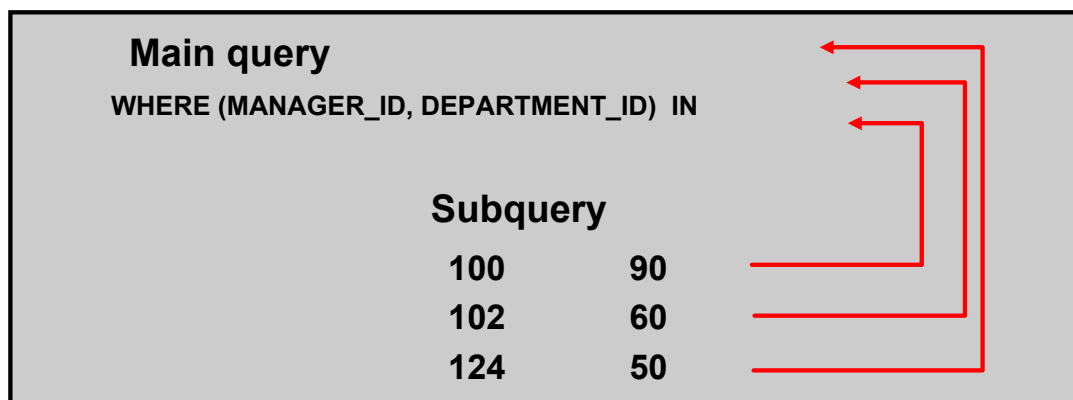 Main query
WHERE (MANAGER_ID, DEPARTMENT_ID) IN
Subquery
100 90
102 60
124 50